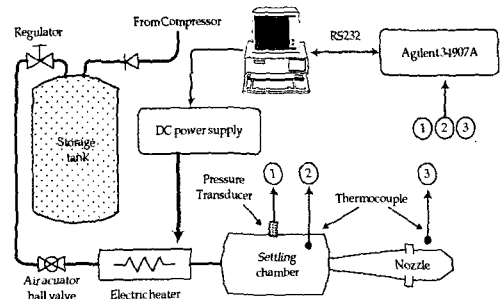 From Compressor
Regulator
RS232
Agilent 34907A
Storage
tank
DC power supply
1 2 3
Pressure
Transducer
1
2
Thermocouple
3
Settling
chamber
Nozzle
Air acuator
ball valve
Electric heater